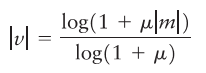 |υ| = log(1 + μ|m|) / log(1 + μ)